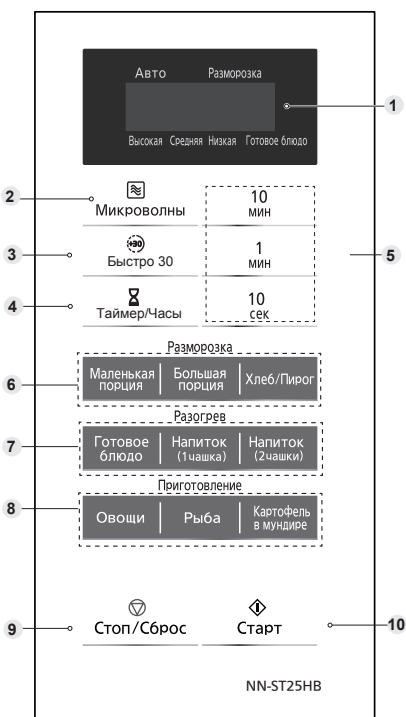 Авто Разморозка
1
Высокая Средняя Низкая Готовое блюдо
2
Микроволны
10
мин
3
+30
Быстро 30
1
мин
5
4
Таймер/Часы
10
сек
Разморозка
6
Маленькая
порция
Большая
порция
Хлеб/Пирог
Разогрев
7
Готовое
блюдо
Напиток
(1чашка)
Напиток
(2чашки)
Приготовление
8
Овощи
Рыба
Картофель
в мундире
9
Стоп/Сброс
Старт
10
NN-ST25HB